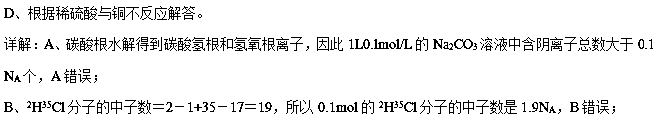 D、根据稀硫酸与铜不反应解答。
详解：A、碳酸根水解得到碳酸氢根和氢氧根离子，因此 1L0.1mol/L 的 Na₂CO₃ 溶液中含阴离子总数大于 0.1
Nᴀ个，A 错误；
B、²H³⁵Cl 分子的中子数＝2－1+35－17＝19，所以 0.1mol 的 ²H³⁵Cl 分子的中子数是 1.9Nᴀ，B 错误；